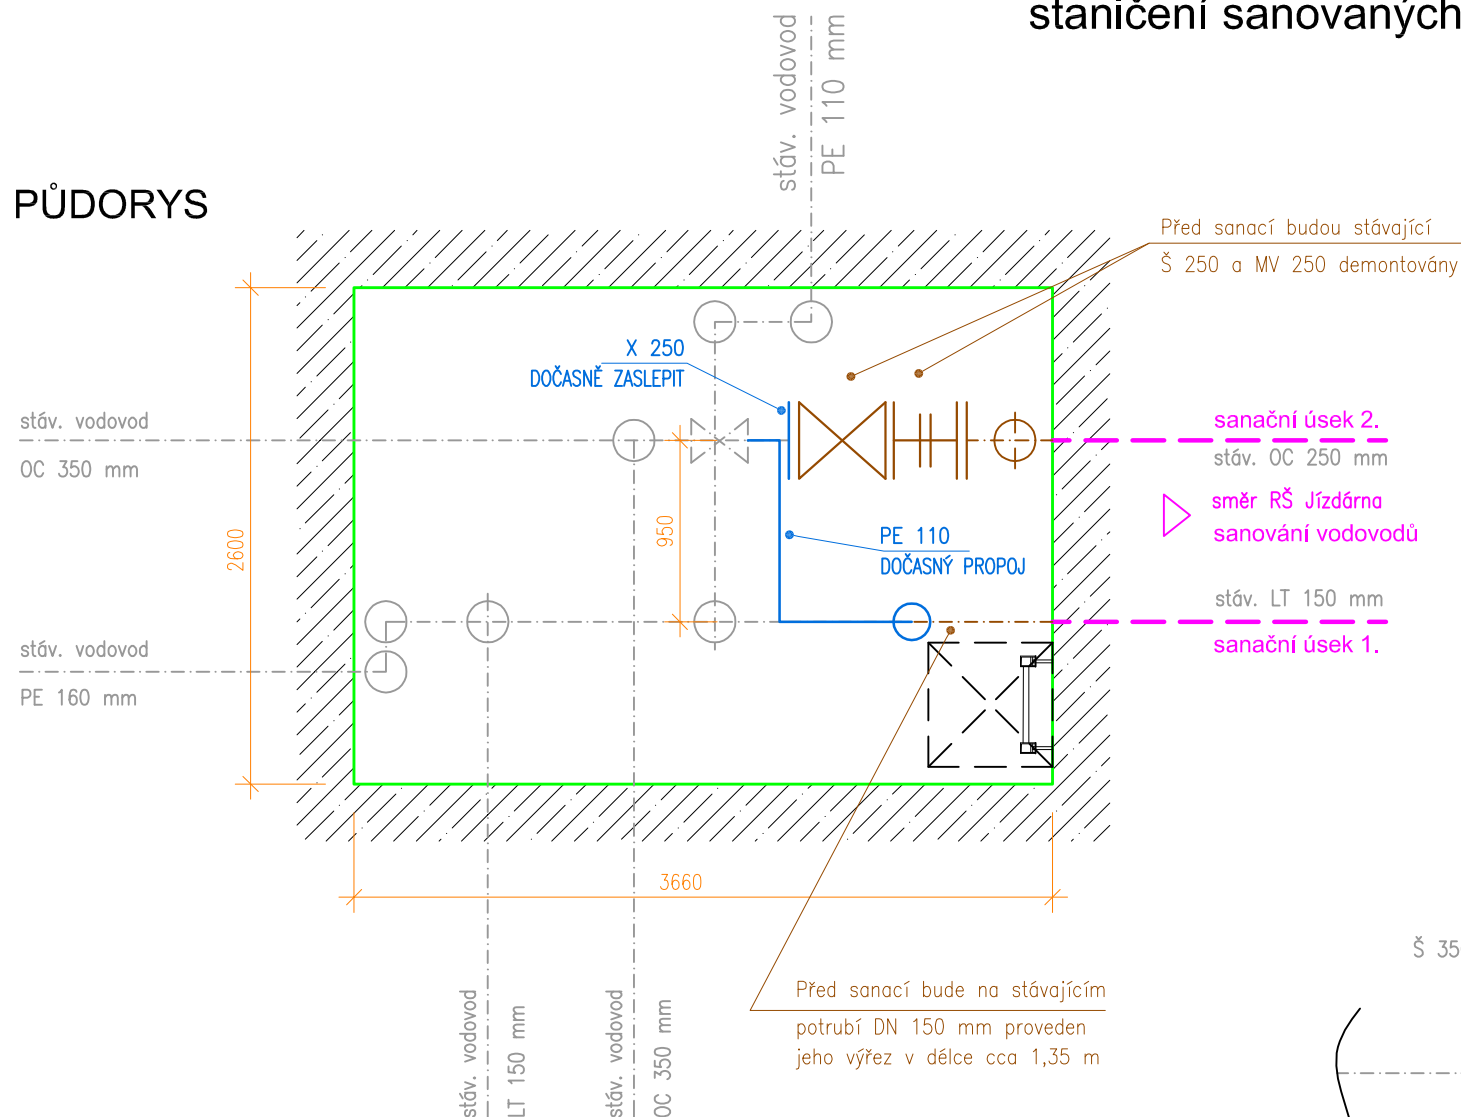 staničení sanovaných
stáv. vodovod
PE 110 mm
PŮDORYS
Před sanací budou stávající
Š 250 a MV 250 demontovány
X 250
DOČASNĚ ZASLEPIT
stáv. vodovod
OC 350 mm
sanační úsek 2.
stáv. OC 250 mm
směr RŠ Jízdárna
sanování vodovodů
2600
950
PE 110
DOČASNÝ PROPOJ
stáv. LT 150 mm
sanační úsek 1.
stáv. vodovod
PE 160 mm
3660
Š 35
Před sanací bude na stávajícím
potrubí DN 150 mm proveden
jeho výřez v délce cca 1,35 m
stáv. vodovod
LT 150 mm
stáv. vodovod
OC 350 mm